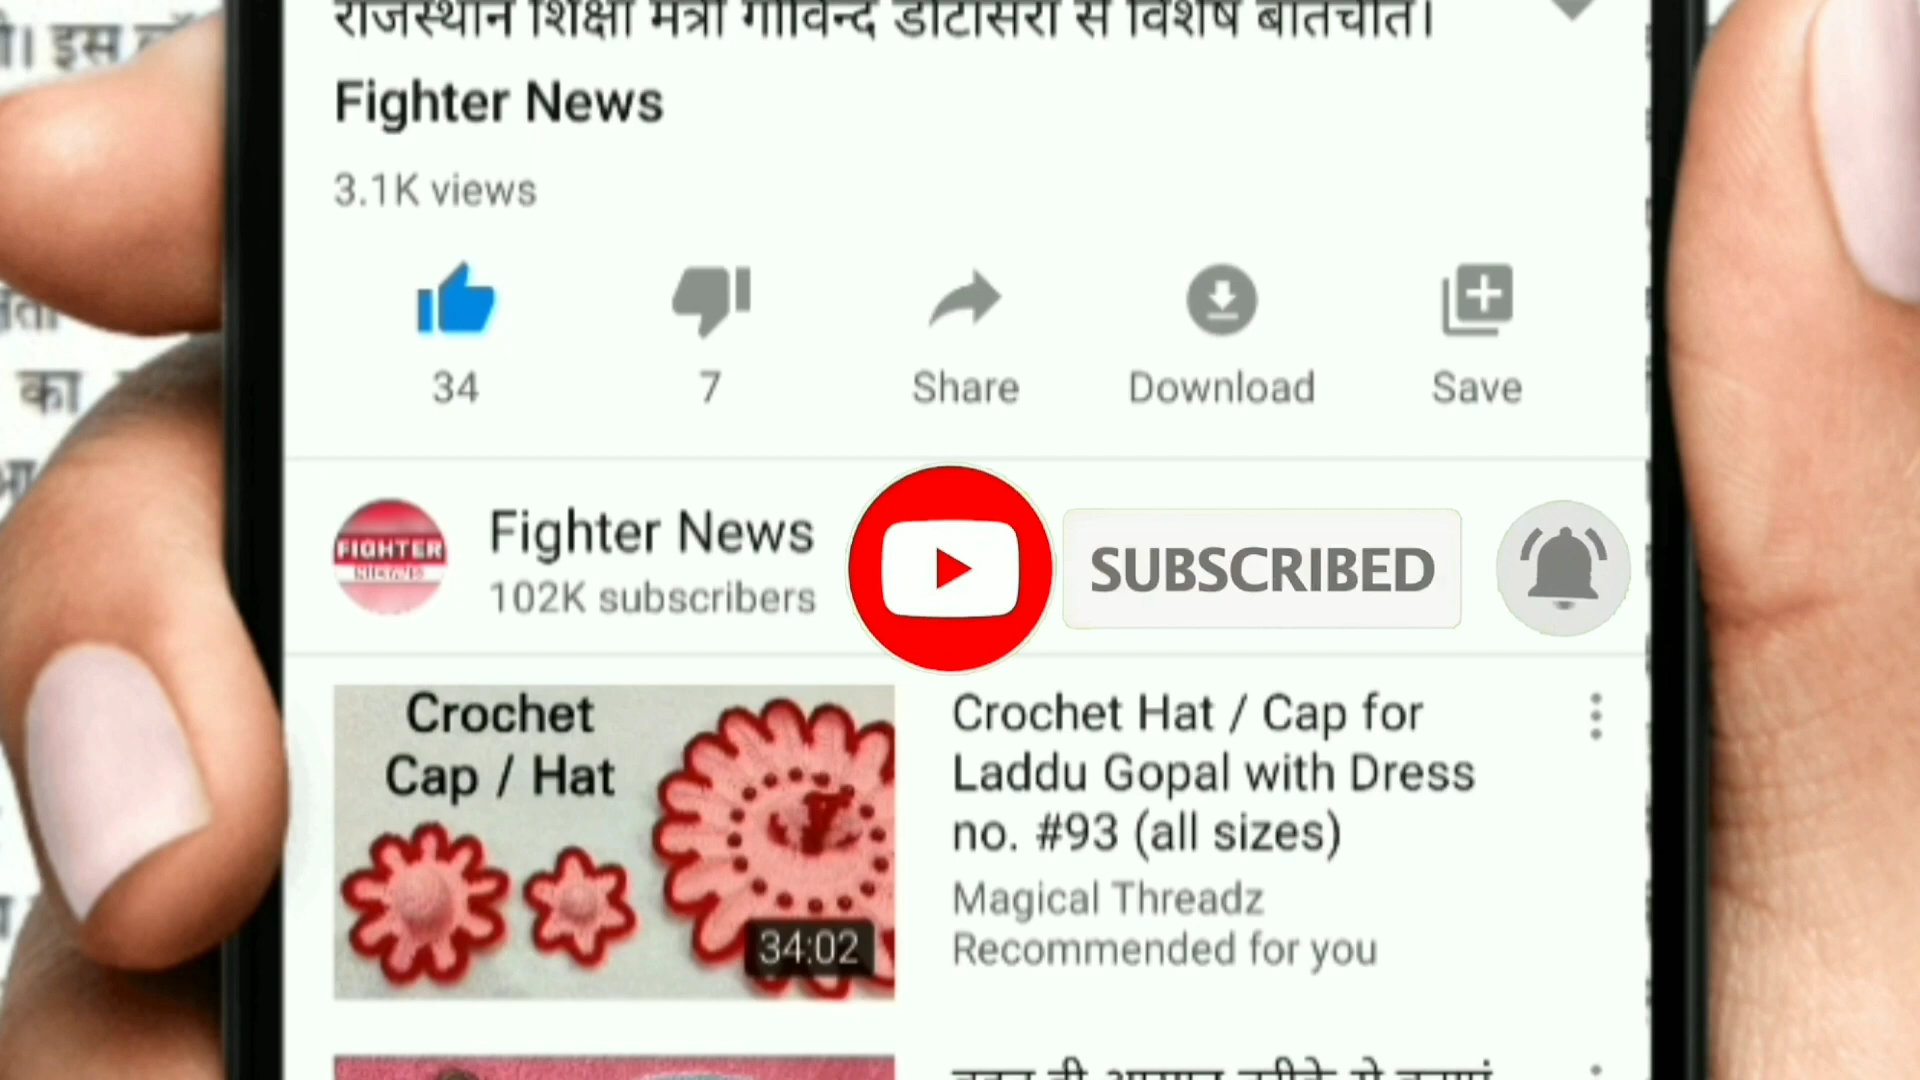 राजस्थान शिक्षा मंत्री गोविन्द डोटासरा से विशेष बातचीत।
Fighter News
3.1K views
34
7
Share
Download
Save
Fighter News
102K subscribers
FIGHTER
SUBSCRIBED
Crochet
Cap / Hat
34:02
Crochet Hat / Cap for
Laddu Gopal with Dress
no. #93 (all sizes)
Magical Threadz
Recommended for you
इस
का